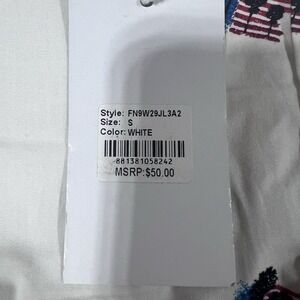 Style: FN9W29JL3A2
Size: S
Color: WHITE
881381058242
MSRP:$50.00